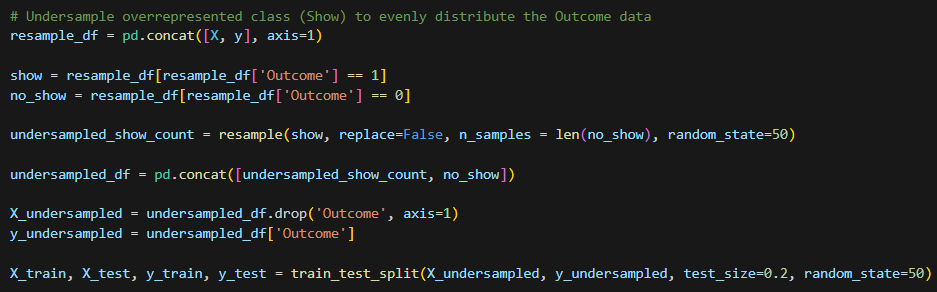 # Undersample overrepresented class (Show) to evenly distribute the Outcome data
resample_df = pd.concat([X, y], axis=1)
show = resample_df[resample_df['Outcome'] == 1]
no_show = resample_df[resample_df['Outcome'] == 0]
undersampled_show_count = resample(show, replace=False, n_samples = len(no_show), random_state=50)
undersampled_df = pd.concat([undersampled_show_count, no_show])
X_undersampled = undersampled_df.drop('Outcome', axis=1)
y_undersampled = undersampled_df['Outcome']
X_train, X_test, y_train, y_test = train_test_split(X_undersampled, y_undersampled, test_size=0.2, random_state=50)